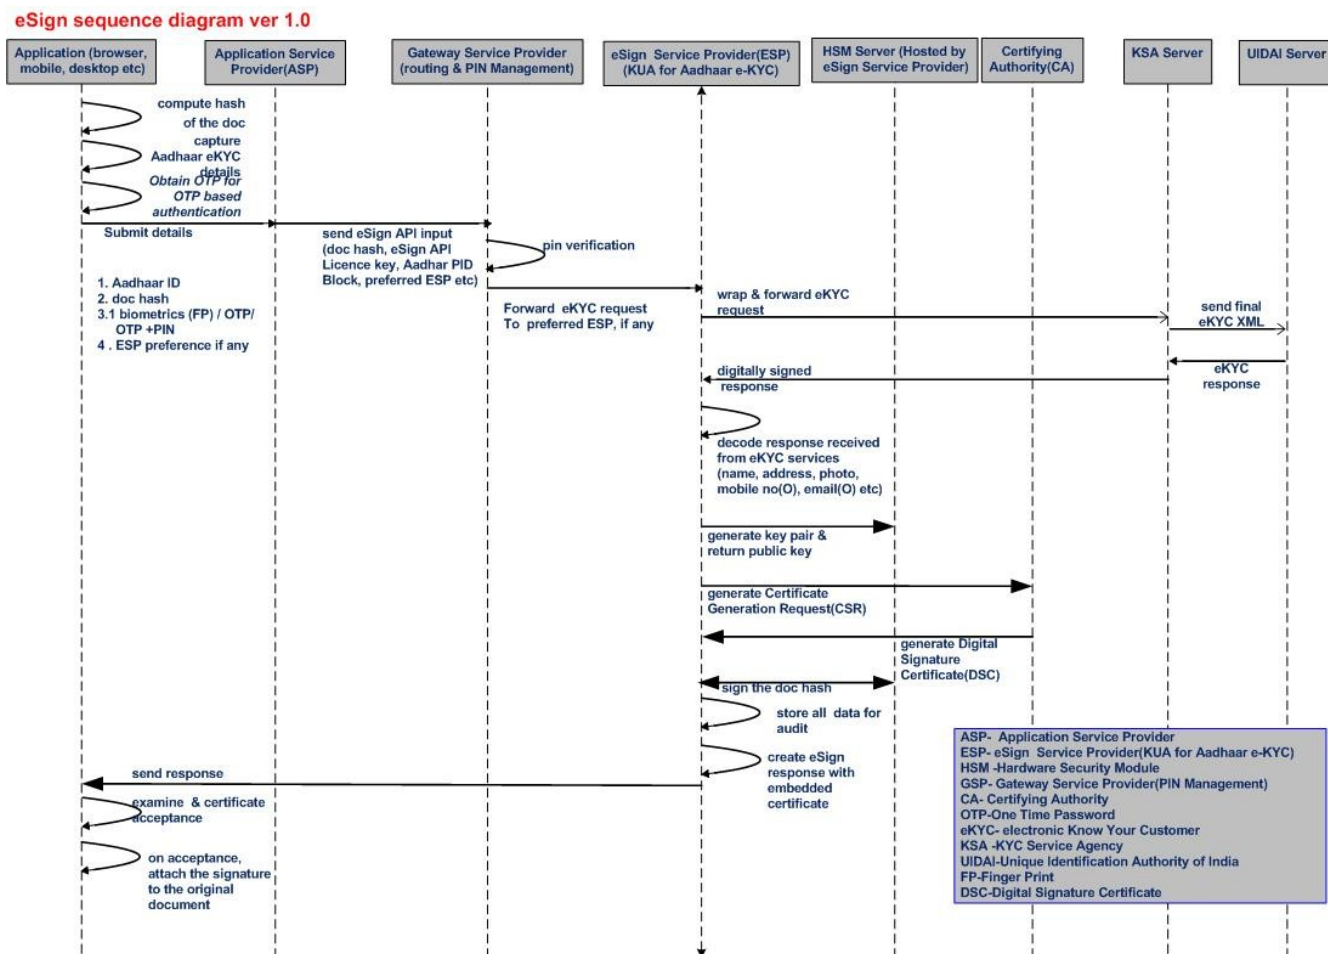 eSign sequence diagram ver 1.0
Application (browser,
mobile, desktop etc)
Application Service
Provider(ASP)
Gateway Service Provider
(routing & PIN Management)
eSign Service Provider(ESP)
(KUA for Aadhaar e-KYC)
HSM Server (Hosted by
eSign Service Provider)
Certifying
Authority(CA)
KSA Server
UIDAI Server
compute hash
of the doc
capture
Aadhaar eKYC
details
Obtain OTP for
OTP based
authentication
Submit details
1. Aadhaar ID
2. doc hash
3.1 biometrics (FP) / OTP/
OTP +PIN
4 . ESP preference if any
send eSign API input
(doc hash, eSign API
Licence key, Aadhar PID
Block, preferred ESP etc)
pin verification
Forward eKYC request
To preferred ESP, if any
wrap & forward eKYC
request
send final
eKYC XML
eKYC
response
digitally signed
response
decode response received
from eKYC services
(name, address, photo,
mobile no(O), email(O) etc)
generate key pair &
return public key
generate Certificate
Generation Request(CSR)
generate Digital
Signature
Certificate(DSC)
sign the doc hash
store all data for
audit
create eSign
response with
embedded
certificate
send response
examine & certificate
acceptance
on acceptance,
attach the signature
to the original
document
ASP- Application Service Provider
ESP- eSign Service Provider(KUA for Aadhaar e-KYC)
HSM -Hardware Security Module
GSP- Gateway Service Provider(PIN Management)
CA- Certifying Authority
OTP-One Time Password
eKYC- electronic Know Your Customer
KSA -KYC Service Agency
UIDAI-Unique Identification Authority of India
FP-Finger Print
DSC-Digital Signature Certificate